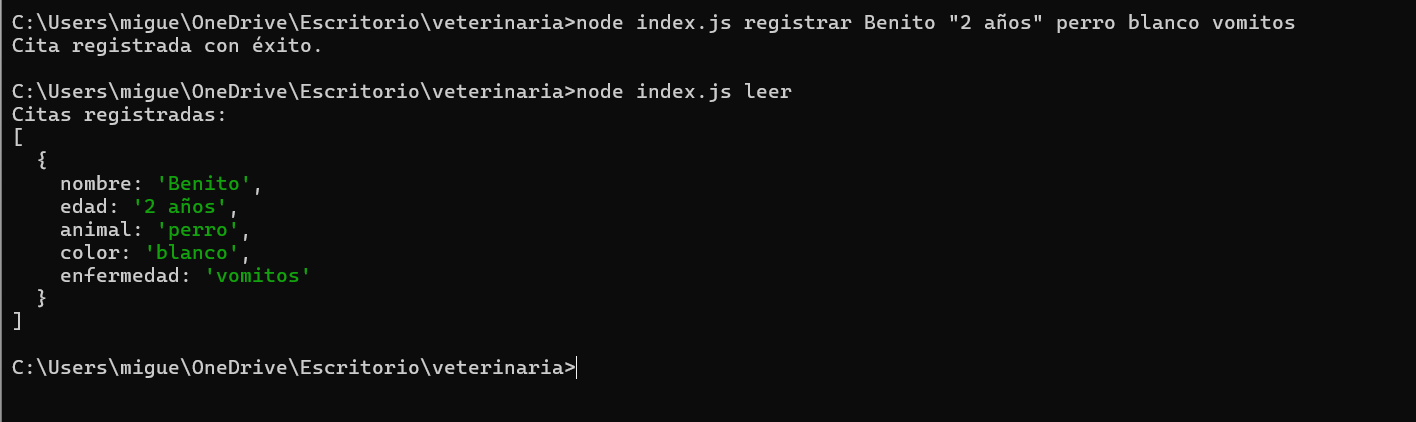 C:\Users\migue\OneDrive\Escritorio\veterinaria>node index.js registrar Benito "2 años" perro blanco vomitos
Cita registrada con éxito.
C:\Users\migue\OneDrive\Escritorio\veterinaria>node index.js leer
Citas registradas:
[
  {
    nombre: 'Benito',
    edad: '2 años',
    animal: 'perro',
    color: 'blanco',
    enfermedad: 'vomitos'
  }
]
C:\Users\migue\OneDrive\Escritorio\veterinaria>